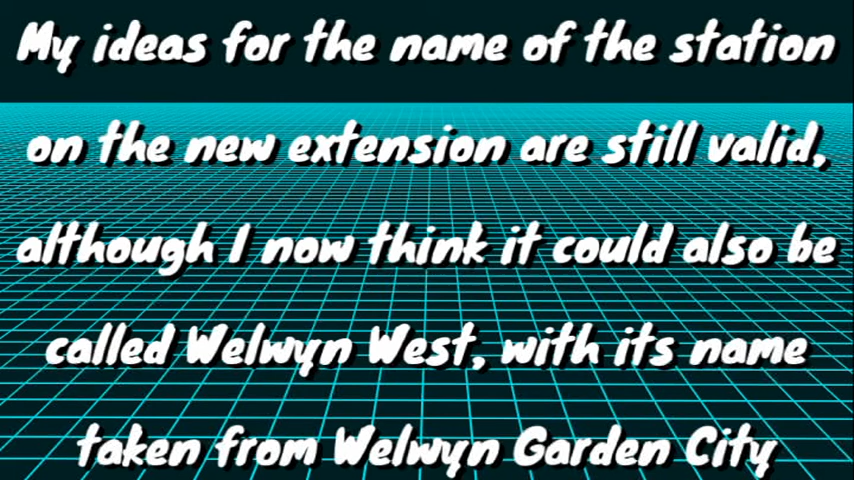 My ideas for the name of the station
on the new extension are still valid,
although I now think it could also be
called Welwyn West, with its name
taken from Welwyn Garden City